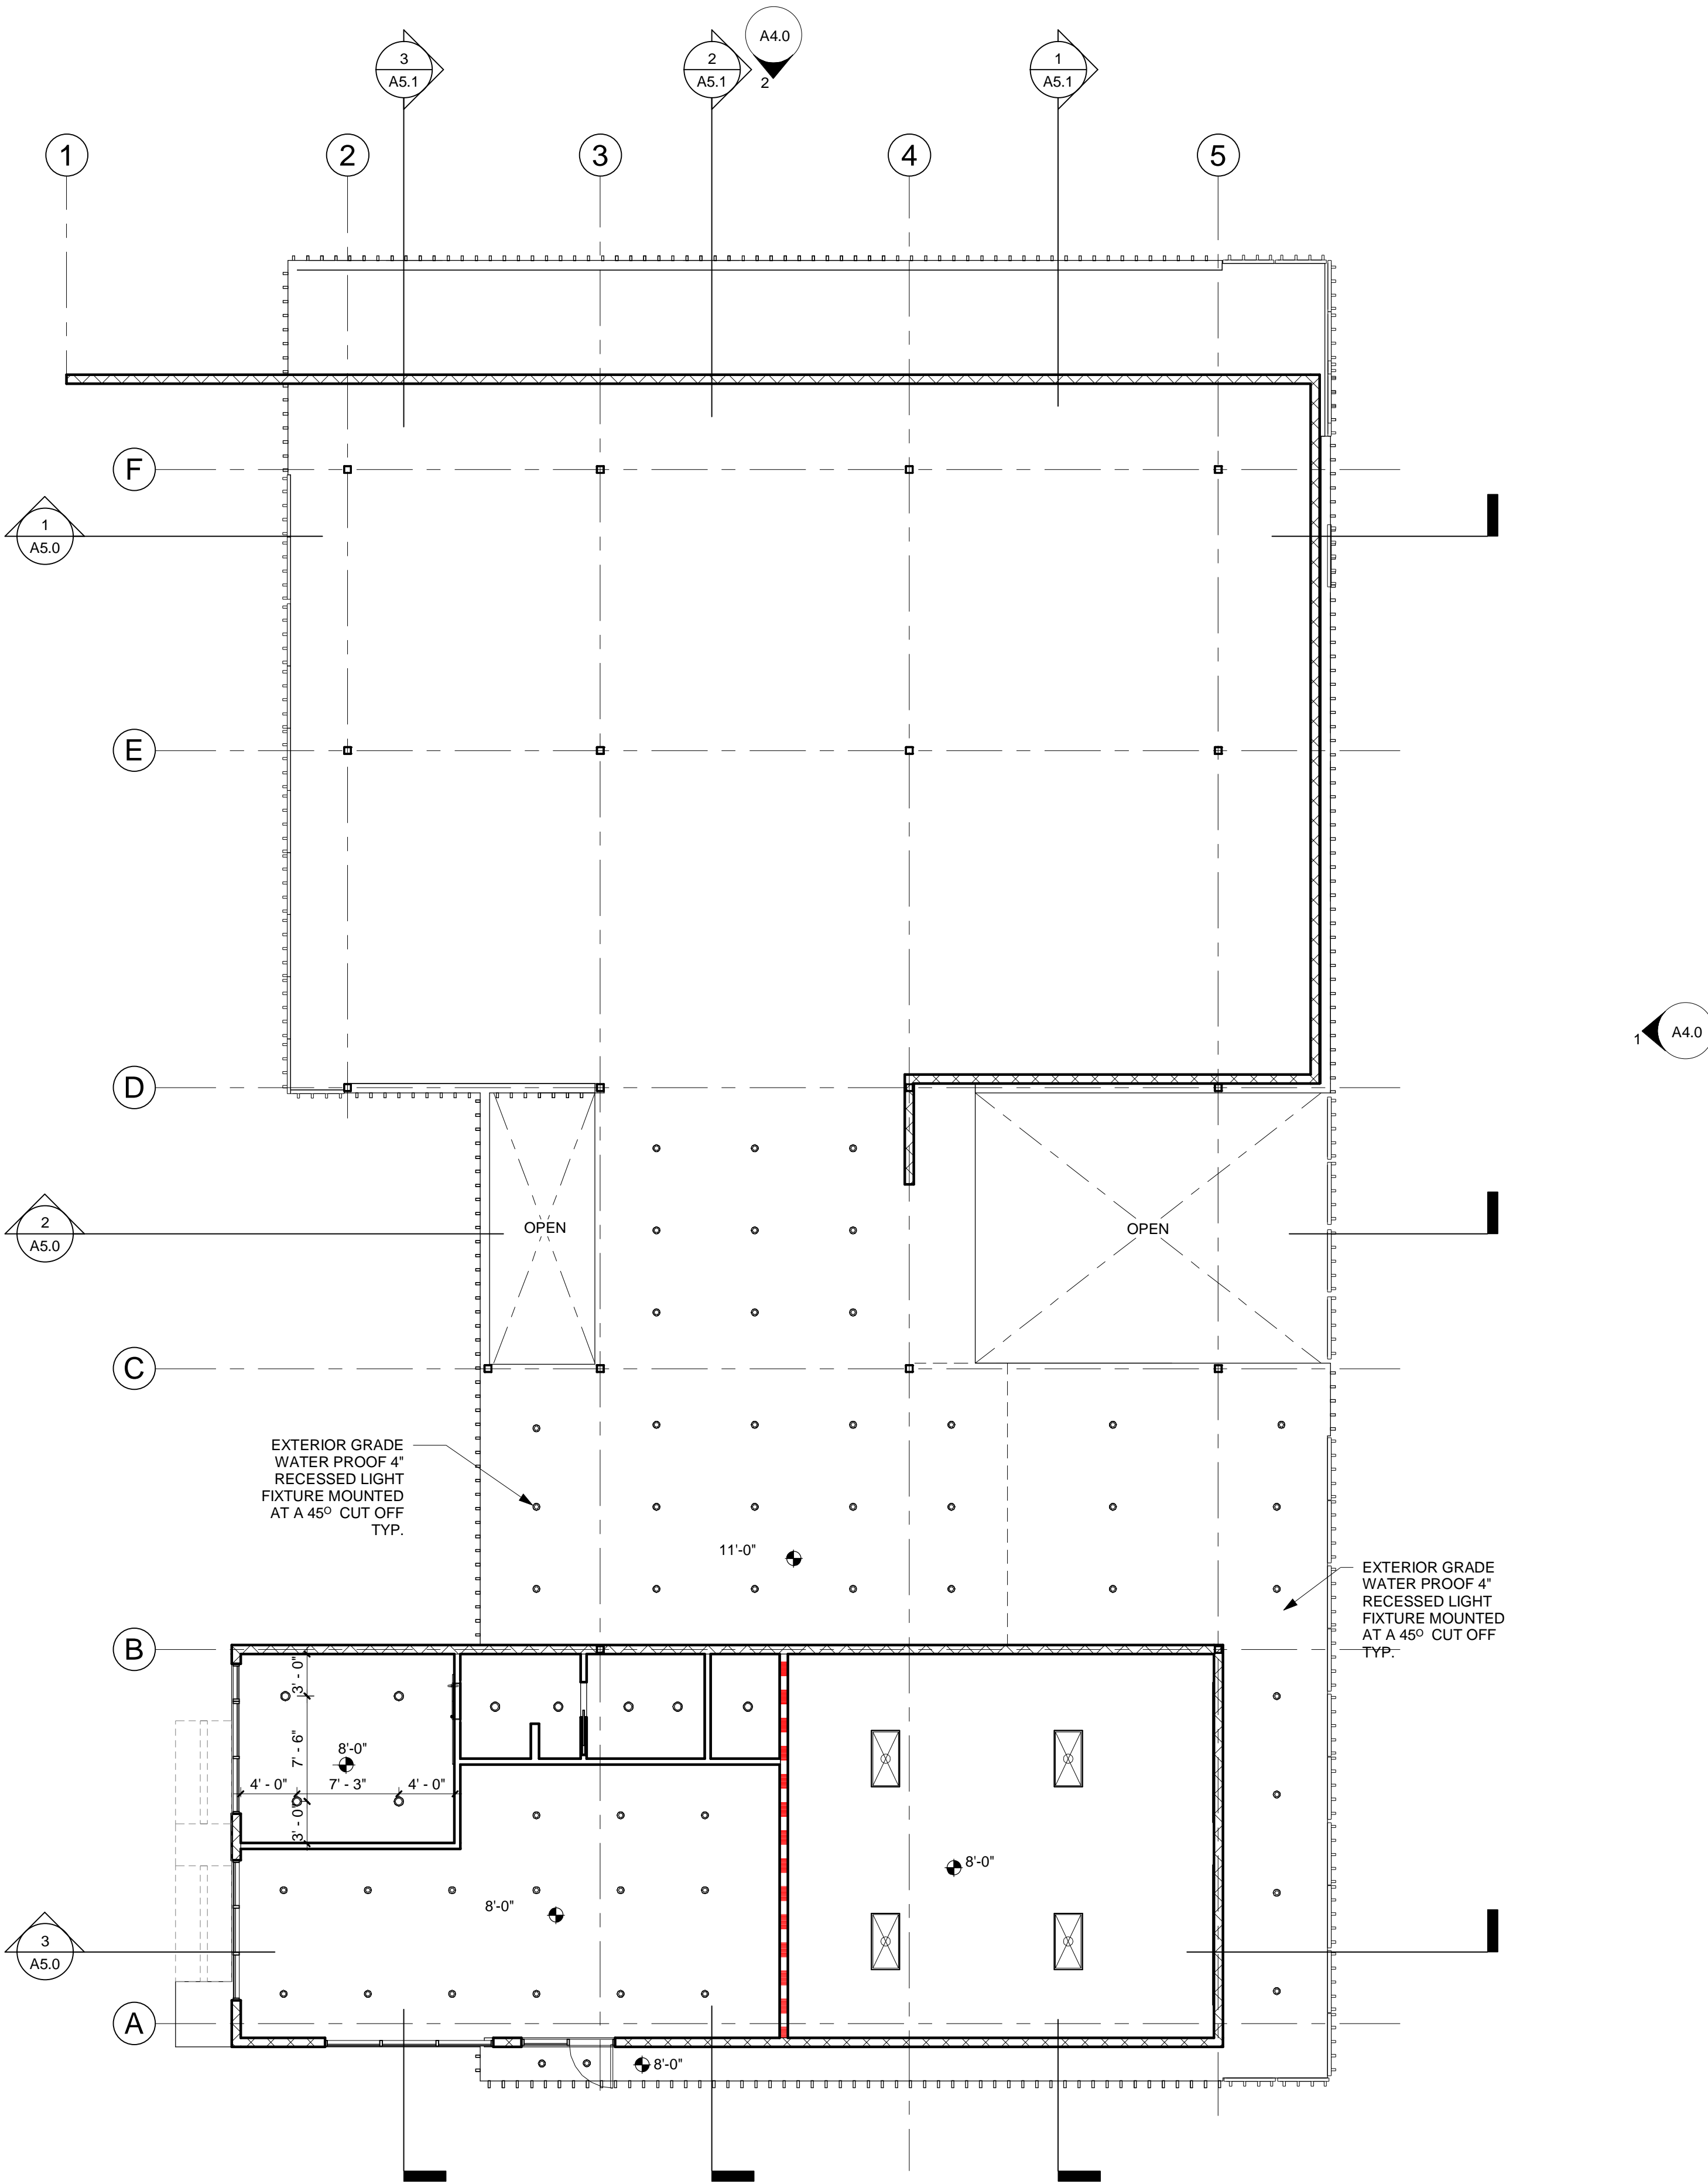 A4.0
2
3
A5.1
2
A5.1
1
A5.1
1
2
3
4
5
F
1
A5.0
E
1
A4.0
D
2
A5.0
OPEN
OPEN
C
EXTERIOR GRADE
WATER PROOF 4"
RECESSED LIGHT
FIXTURE MOUNTED
AT A 45O CUT OFF
TYP.
11'-0"
EXTERIOR GRADE
WATER PROOF 4"
RECESSED LIGHT
FIXTURE MOUNTED
AT A 45O CUT OFF
TYP.
B
3' - 0"
7' - 6"
8'-0"
4' - 0"
7' - 3"
4' - 0"
3' - 0"
8'-0"
8'-0"
3
A5.0
A
8'-0"